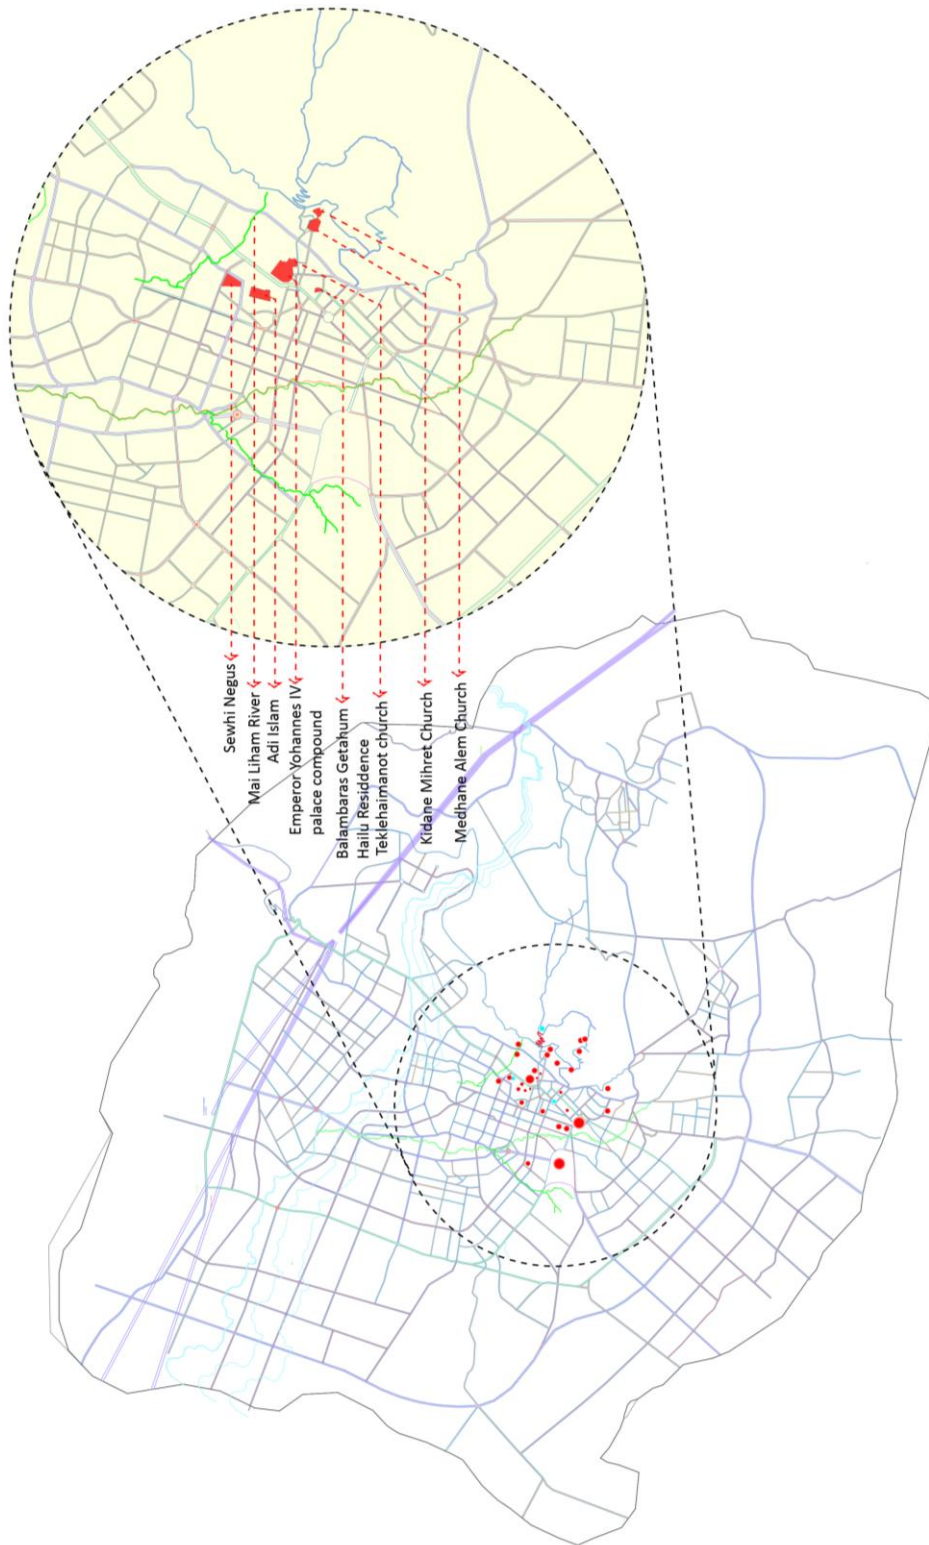 Sewhi Negus
Mai Liham River
Adi Islam
Emperor Yohannes IV
palace compound
Balambaras Getahum
Hailu Residdence
Teklehaimanot church
Kidane Mihret Church
Medhane Alem Church